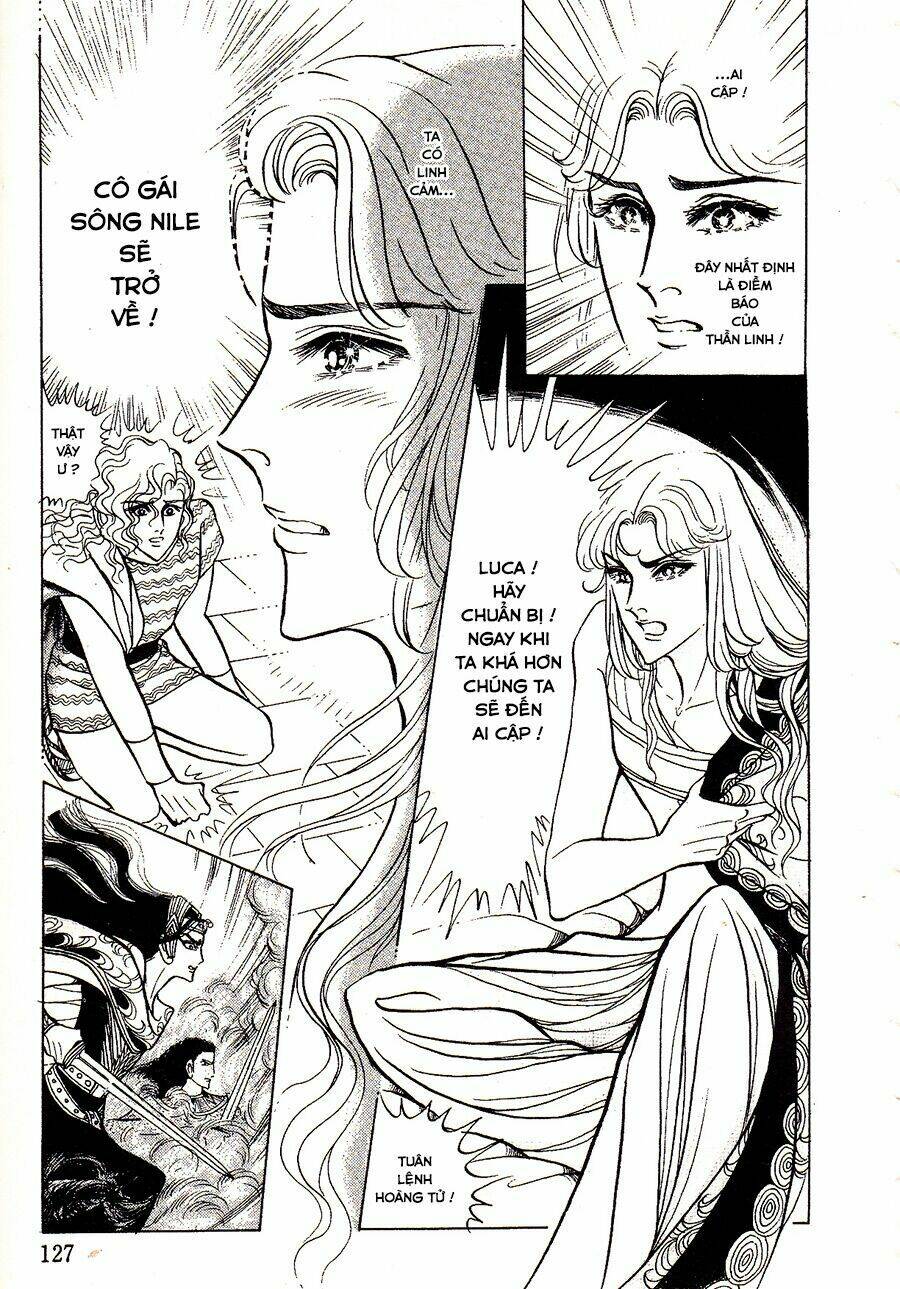 ...AI
CẬP !
ĐÂY NHẤT ĐỊNH
LÀ ĐIỀM
BÁO
CỦA
THẦN LINH !
TA
CÓ
LINH
CẢM...
CÔ GÁI
SÔNG NILE
SẼ
TRỞ
VỀ !
THẬT
VẬY
Ư ?
LUCA !
HÃY
CHUẨN BỊ !
NGAY KHI
TA KHÁ HƠN
CHÚNG TA
SẼ ĐẾN
AI CẬP !
TUÂN
LỆNH
HOÀNG TỬ !
127